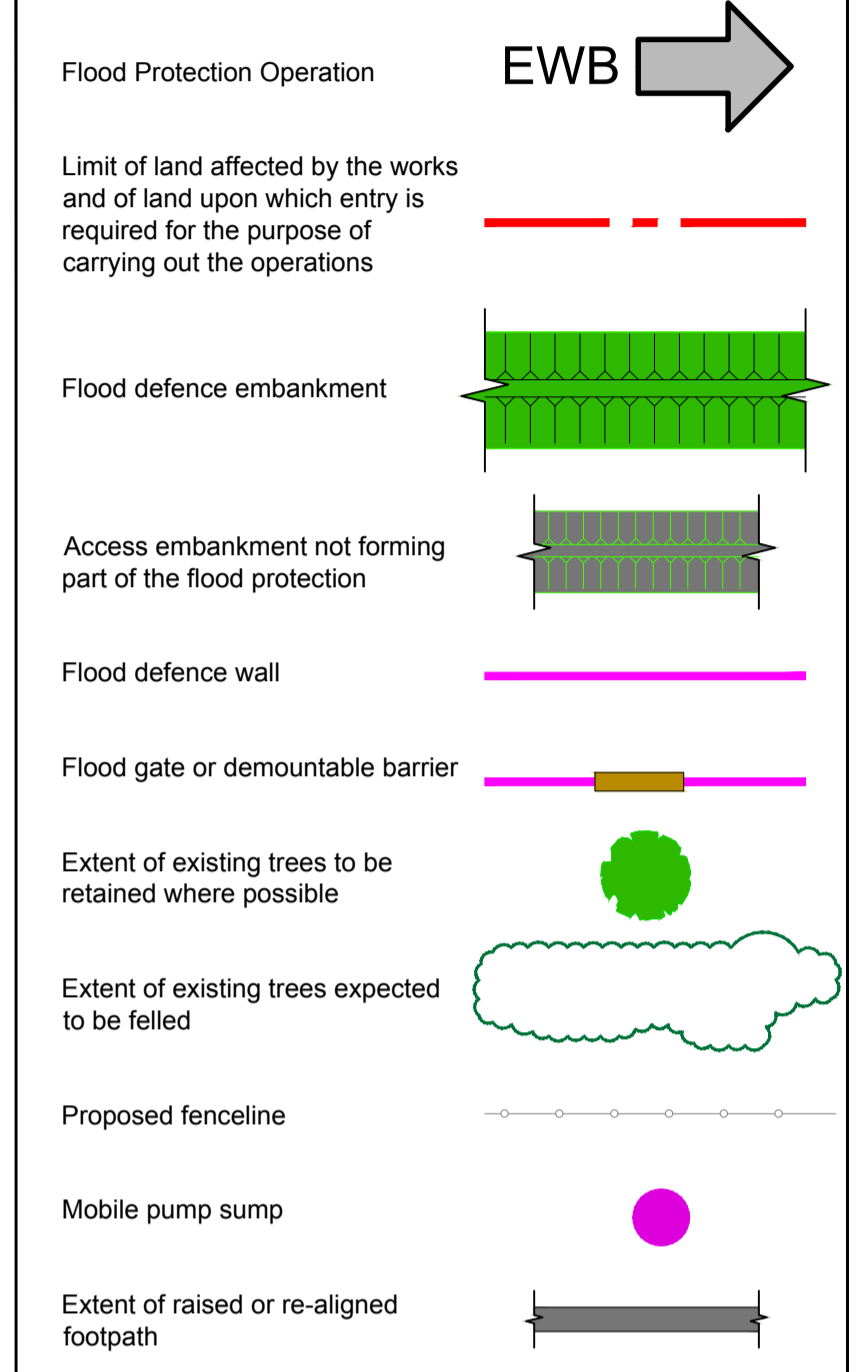 Flood Protection Operation
EWB
Limit of land affected by the works
and of land upon which entry is
required for the purpose of
carrying out the operations
Flood defence embankment
Access embankment not forming
part of the flood protection
Flood defence wall
Flood gate or demountable barrier
Extent of existing trees to be
retained where possible
Extent of existing trees expected
to be felled
Proposed fenceline
Mobile pump sump
Extent of raised or re-aligned
footpath